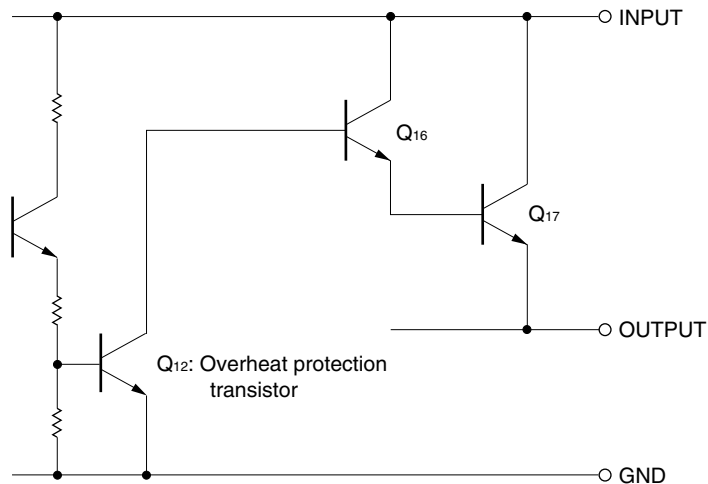 INPUT
Q16
Q17
OUTPUT
Q12: Overheat protection
transistor
GND